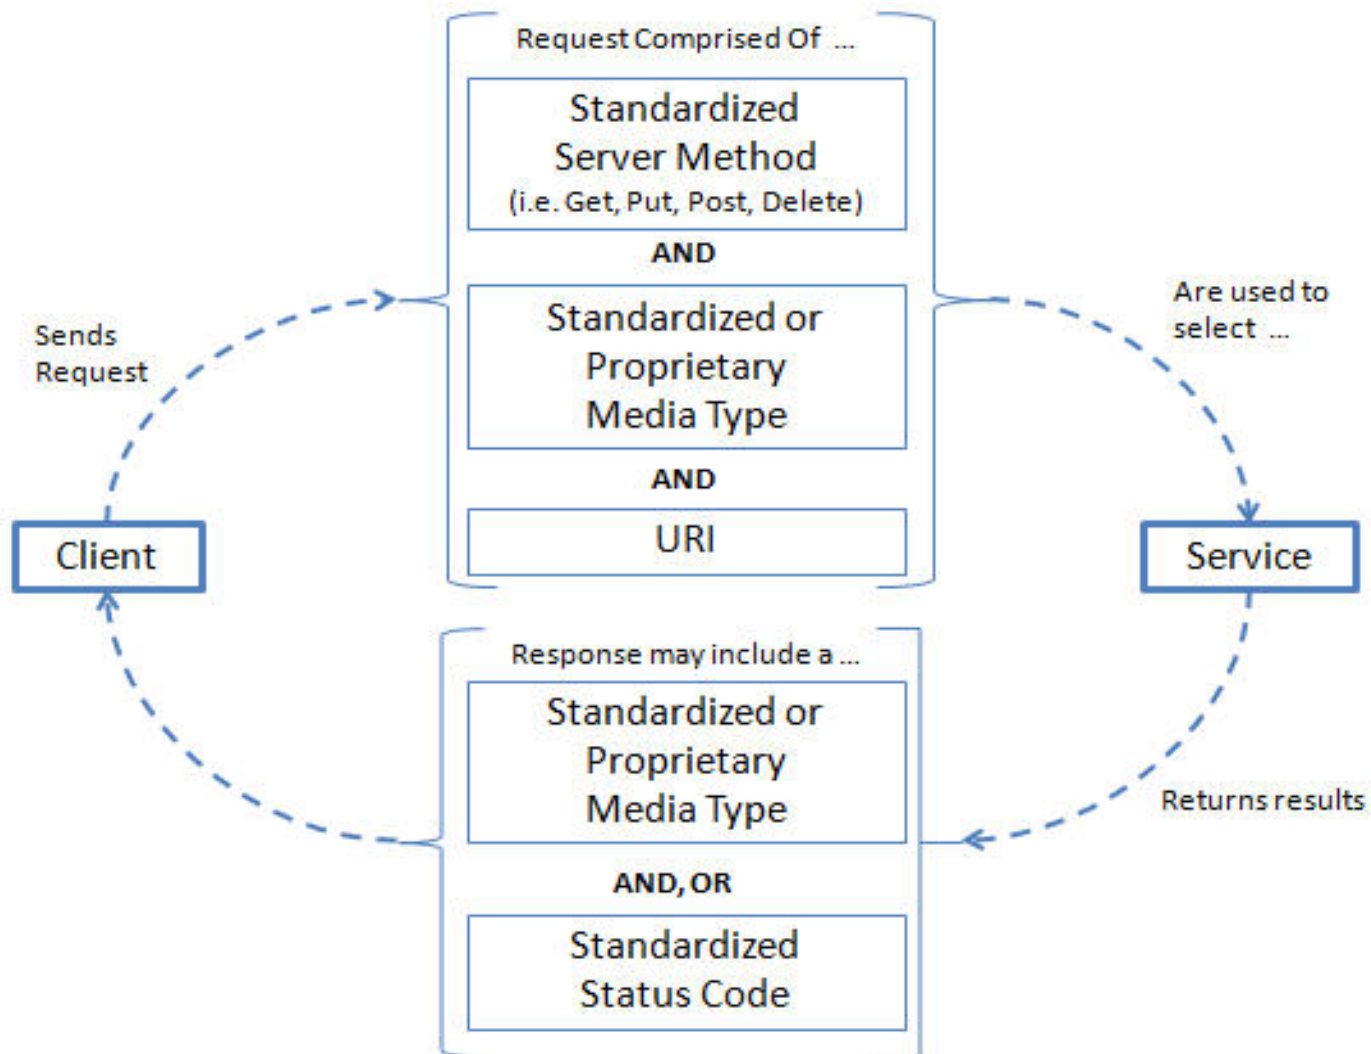 Request Comprised Of ...
Standardized
Server Method
(i.e. Get, Put, Post, Delete)
AND
Standardized or
Proprietary
Media Type
AND
URI
Sends
Request
Are used to
select ...
Client
Service
Response may include a ...
Standardized or
Proprietary
Media Type
AND, OR
Standardized
Status Code
Returns results